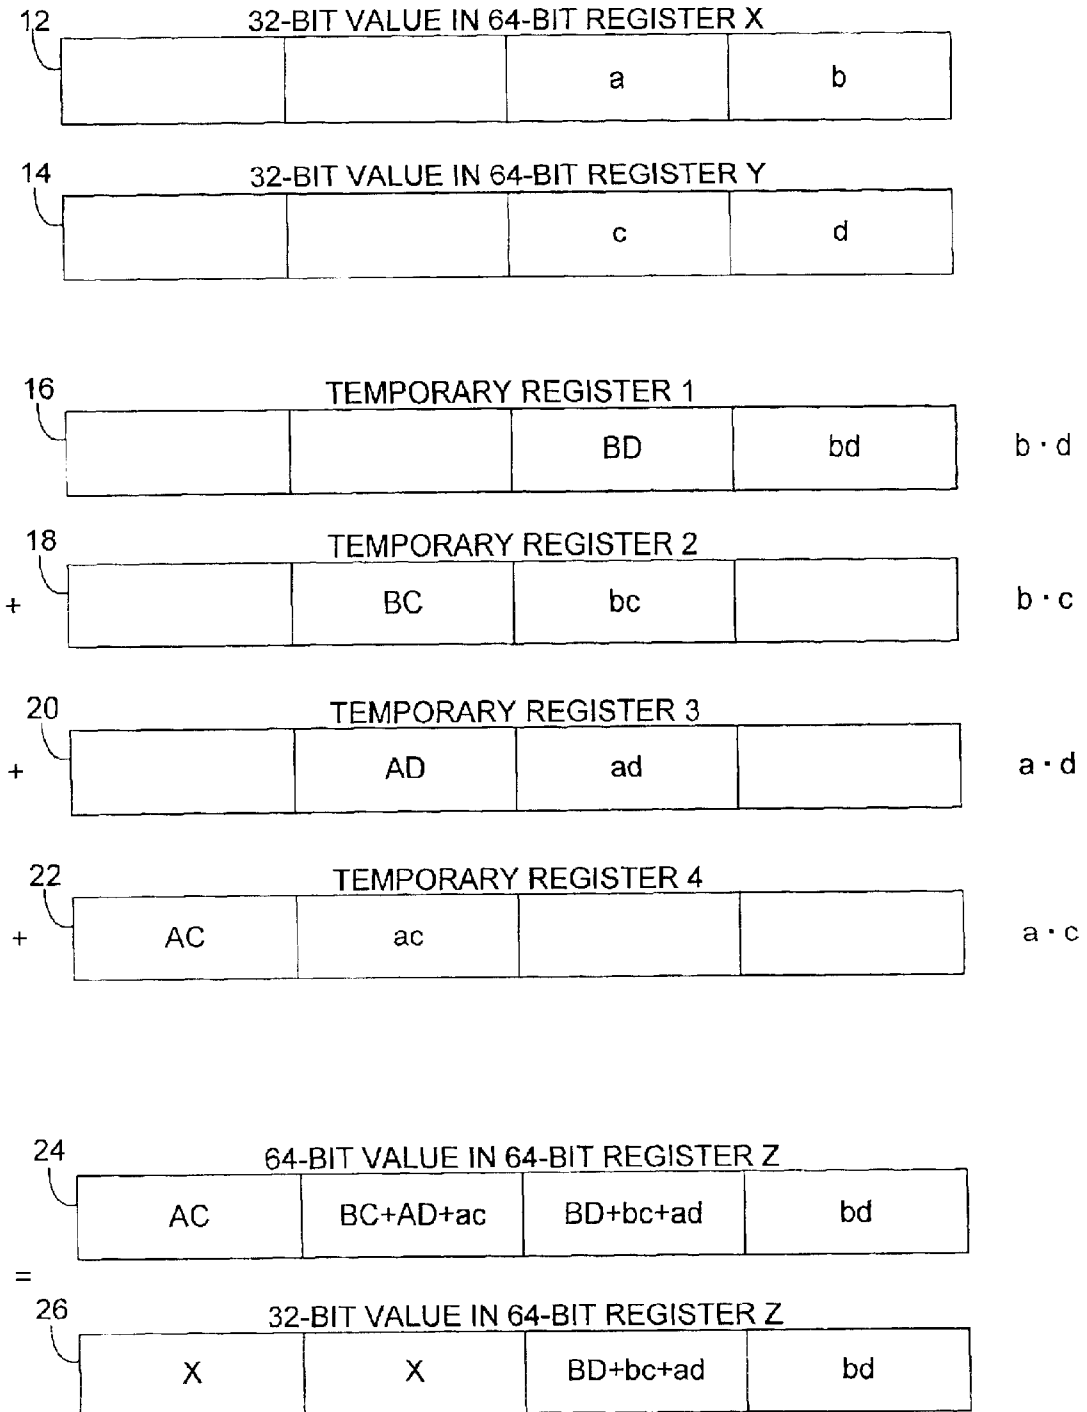 12
32-BIT VALUE IN 64-BIT REGISTER X
a b
14
32-BIT VALUE IN 64-BIT REGISTER Y
c d
16
TEMPORARY REGISTER 1
BD bd b · d
18
TEMPORARY REGISTER 2
+ BC bc b · c
20
TEMPORARY REGISTER 3
+ AD ad a · d
22
TEMPORARY REGISTER 4
+ AC ac a · c
24
64-BIT VALUE IN 64-BIT REGISTER Z
AC BC+AD+ac BD+bc+ad bd
=
26
32-BIT VALUE IN 64-BIT REGISTER Z
X X BD+bc+ad bd